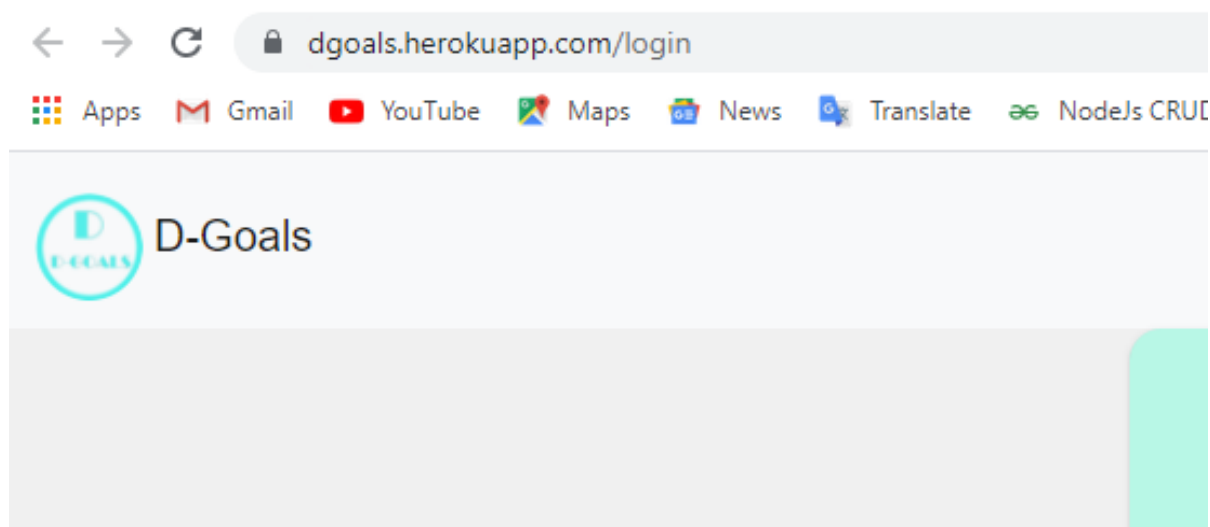 dgoals.herokuapp.com/login
Apps Gmail YouTube Maps News Translate NodeJs CRUD
D
D-GOALS
D-Goals